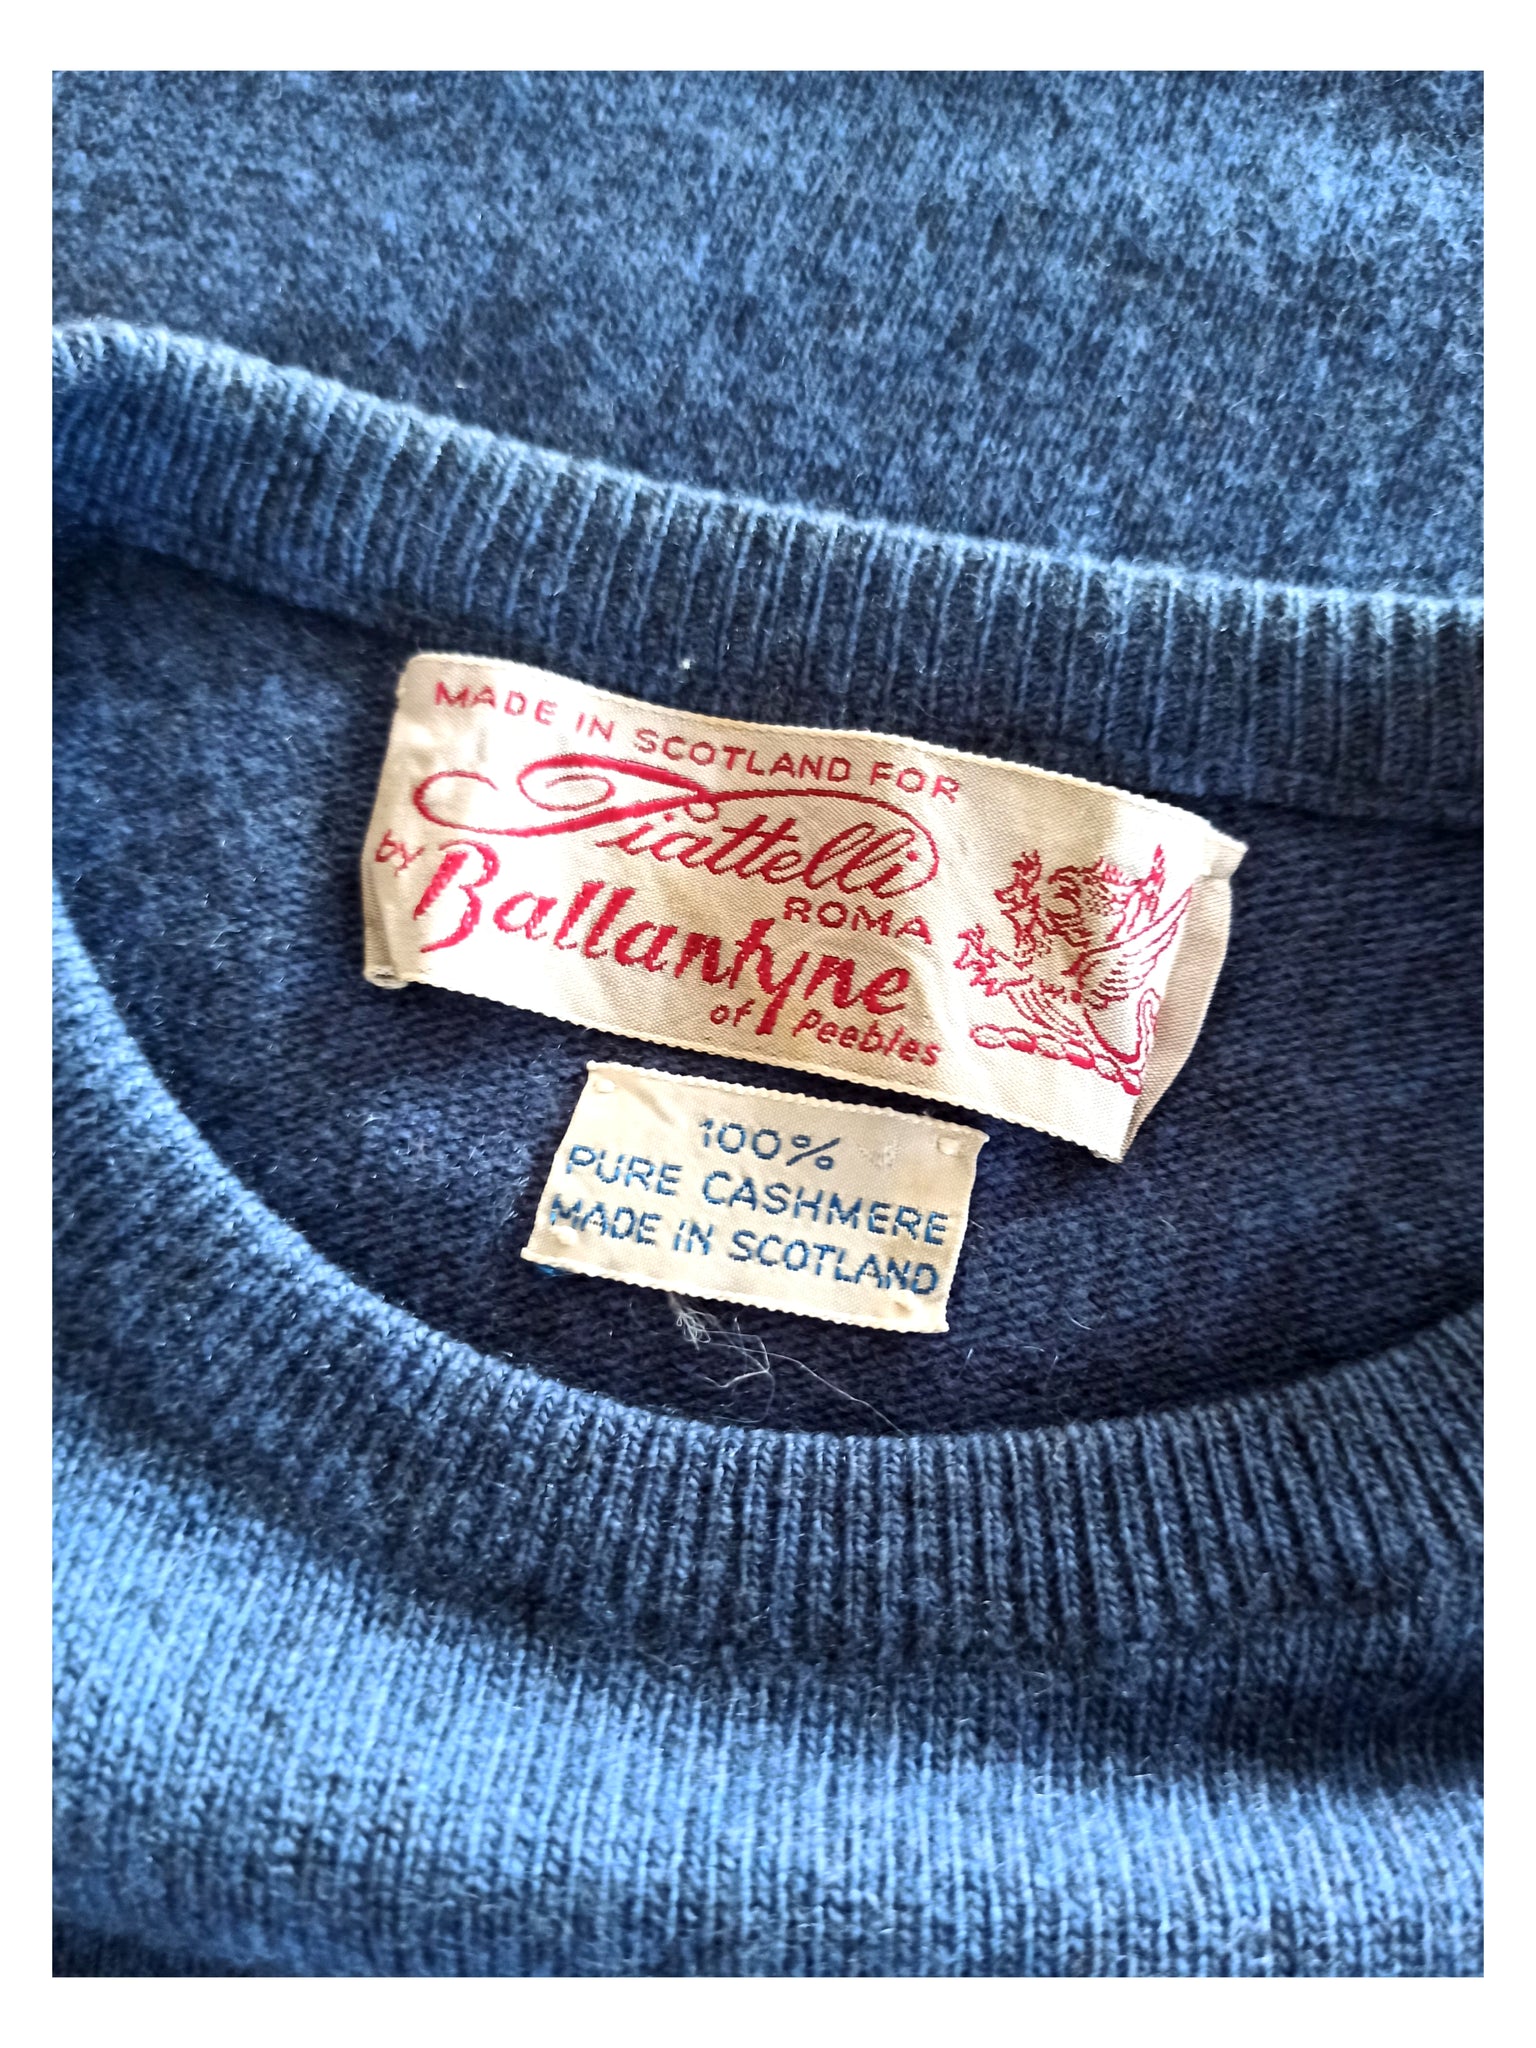 MADE IN SCOTLAND FOR
Tiattelli
ROMA
by Ballantyne
of Peebles
100%
PURE CASHMERE
MADE IN SCOTLAND